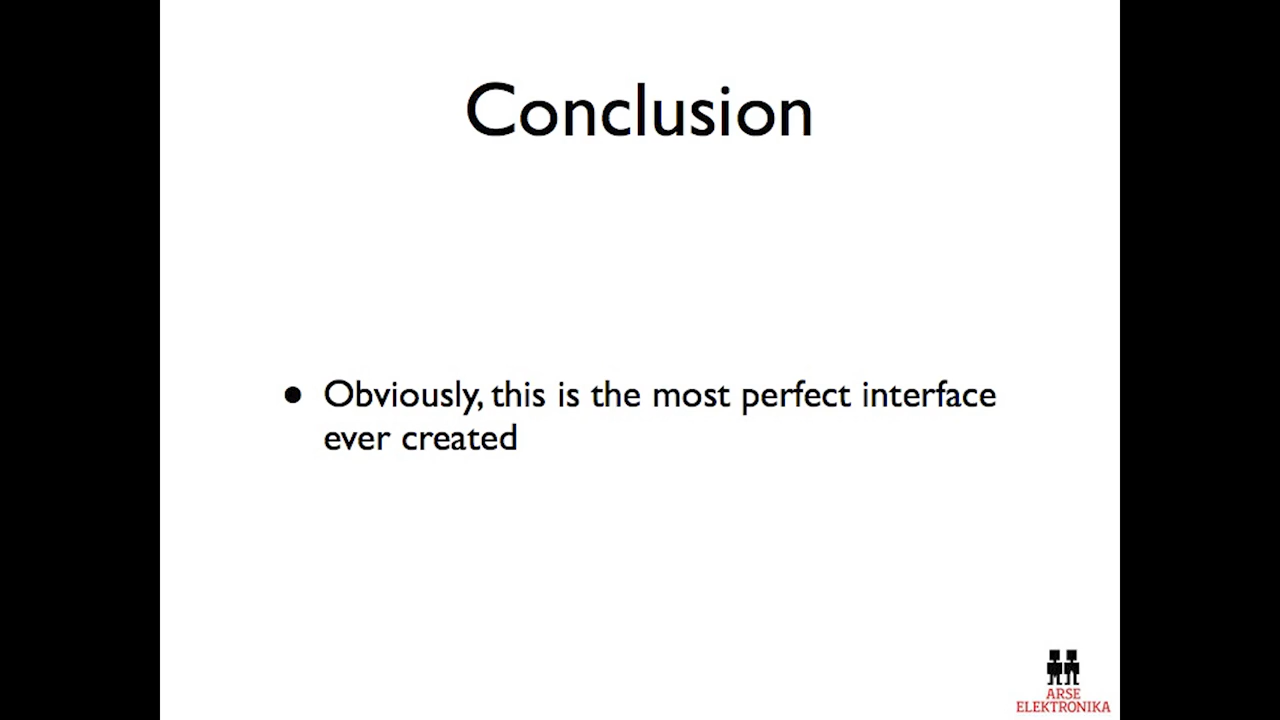 Conclusion
• Obviously, this is the most perfect interface
ever created
ARSE
ELEKTRONIKA